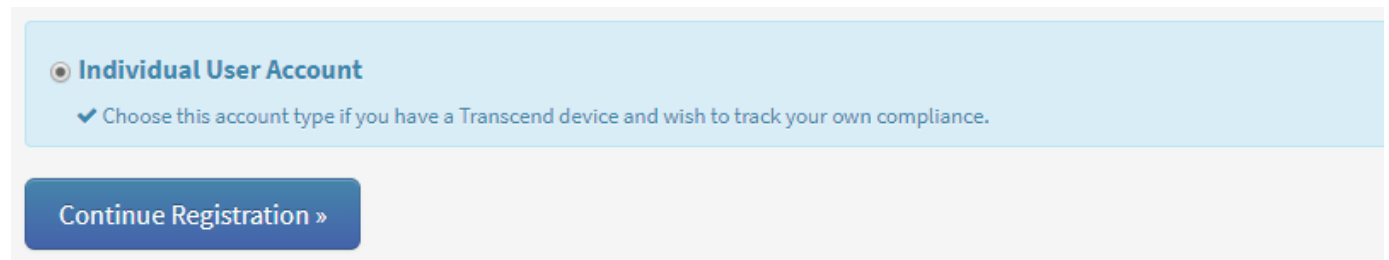 Individual User Account
✔ Choose this account type if you have a Transcend device and wish to track your own compliance.
Continue Registration »